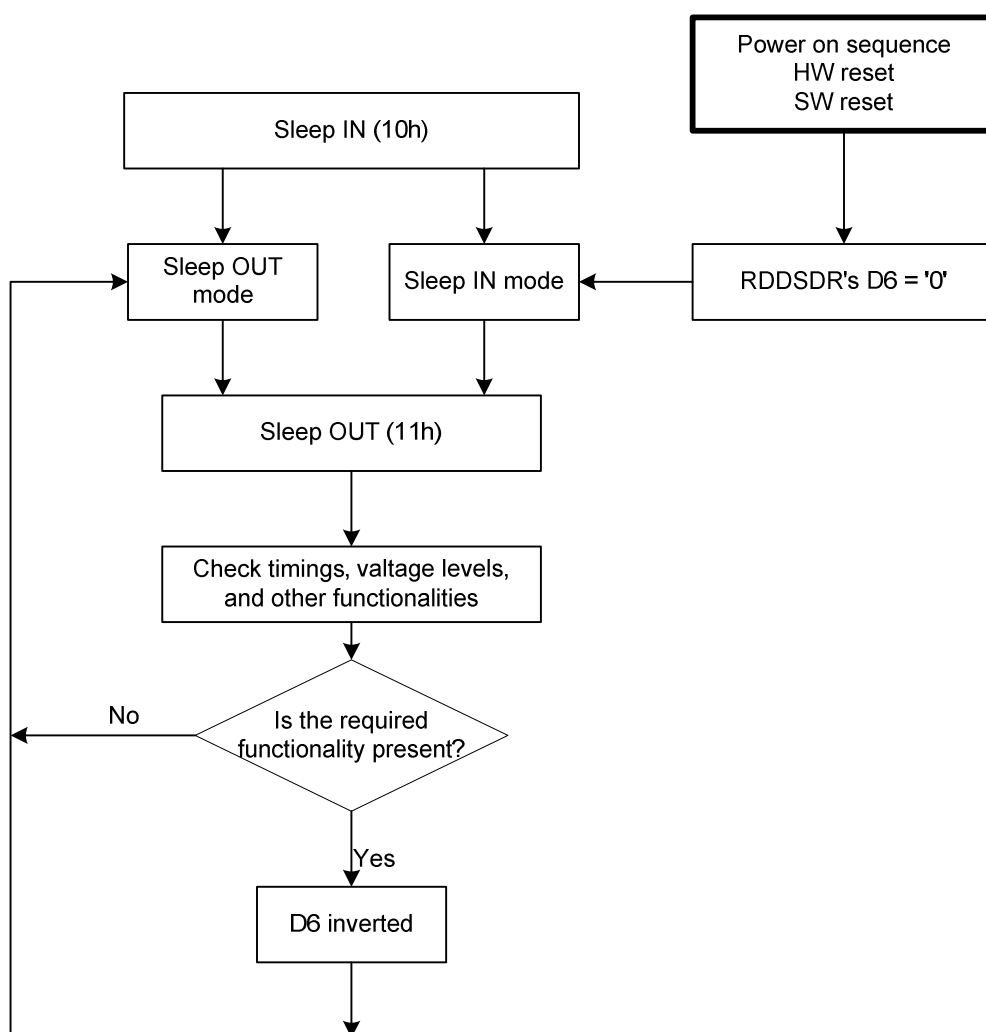 Power on sequence
HW reset
SW reset
Sleep IN (10h)
Sleep OUT
mode
Sleep IN mode
RDDSDR's D6 = '0'
Sleep OUT (11h)
Check timings, valtage levels,
and other functionalities
Is the required
functionality present?
No
Yes
D6 inverted